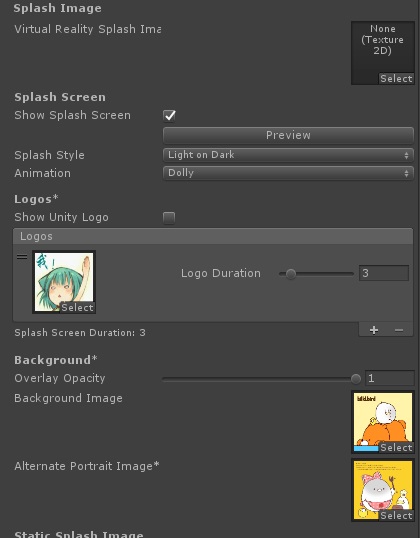 Splash Image
Virtual Reality Splash Ima
None
(Texture
2D)
Select
Splash Screen
Show Splash Screen
Preview
Splash Style
Light on Dark
Animation
Dolly
Logos*
Show Unity Logo
Logos
我!
Select
Logo Duration
3
Splash Screen Duration: 3
+ −
Background*
Overlay Opacity
1
Background Image
Select
Alternate Portrait Image*
Select
Static Splash Image